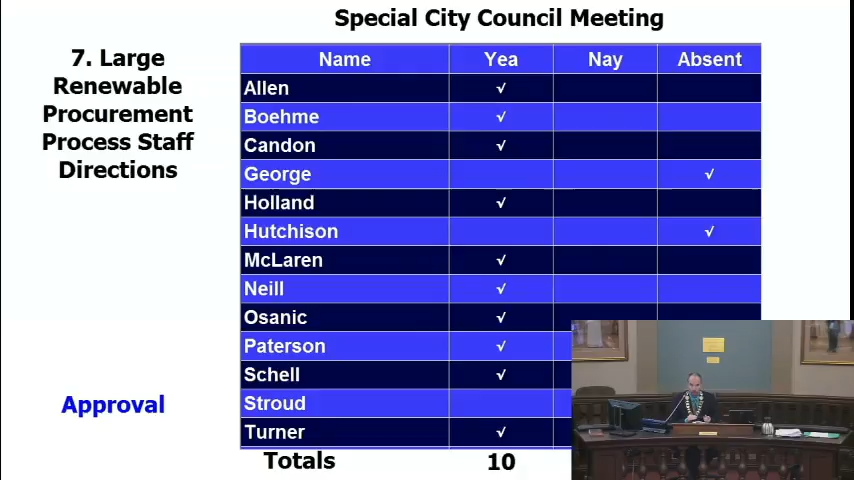 Special City Council Meeting
7. Large
Renewable
Procurement
Process Staff
Directions
Name Yea Nay Absent
Allen √
Boehme √
Candon √
George √
Holland √
Hutchison √
McLaren √
Neill √
Osanic √
Paterson √
Schell √
Stroud
Turner √
Approval
Totals 10